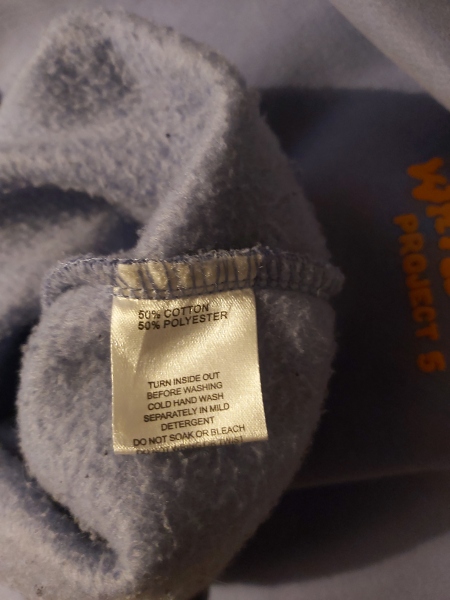 50% COTTON
50% POLYESTER
TURN INSIDE OUT
BEFORE WASHING
COLD HAND WASH
SEPARATELY IN MILD
DETERGENT
DO NOT SOAK OR BLEACH
PROJECT S